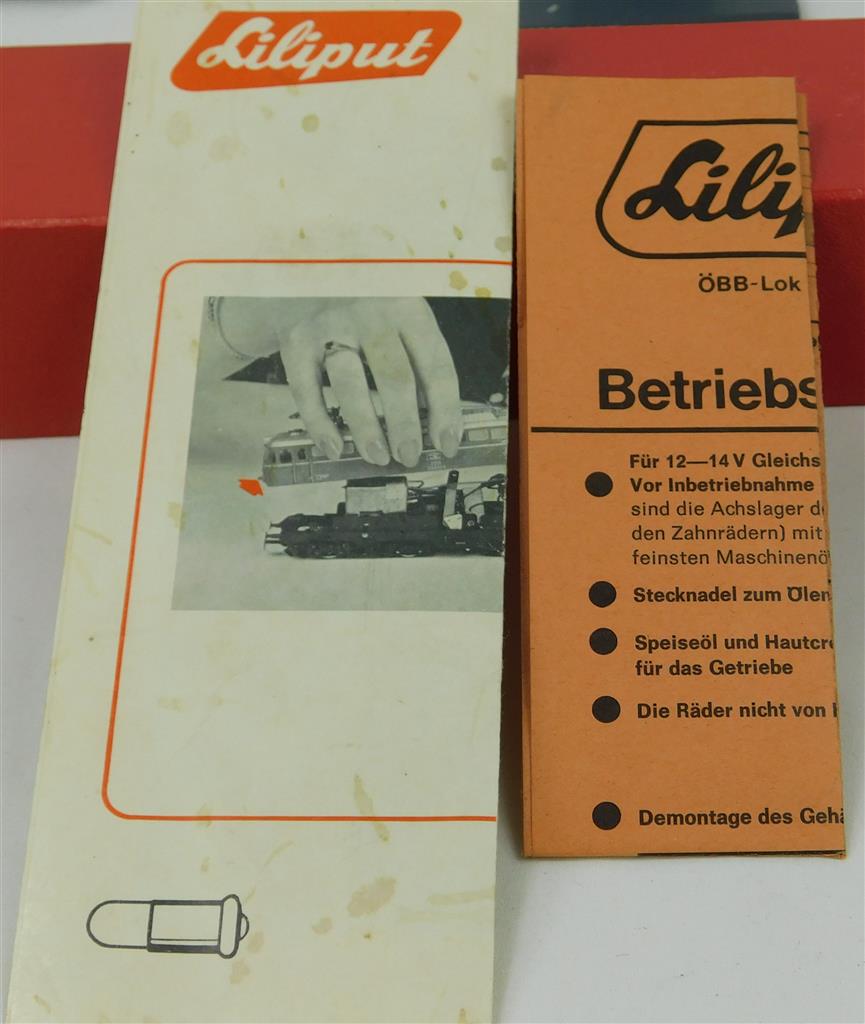 Liliput
Lilip
ÖBB-Lok
Betriebs
Für 12—14 V Gleichs
Vor Inbetriebnahme
sind die Achslager d
den Zahnrädern) mit
feinsten Maschinenö
Stecknadel zum Ölen
Speiseöl und Hautcr
für das Getriebe
Die Räder nicht von
Demontage des Gehä